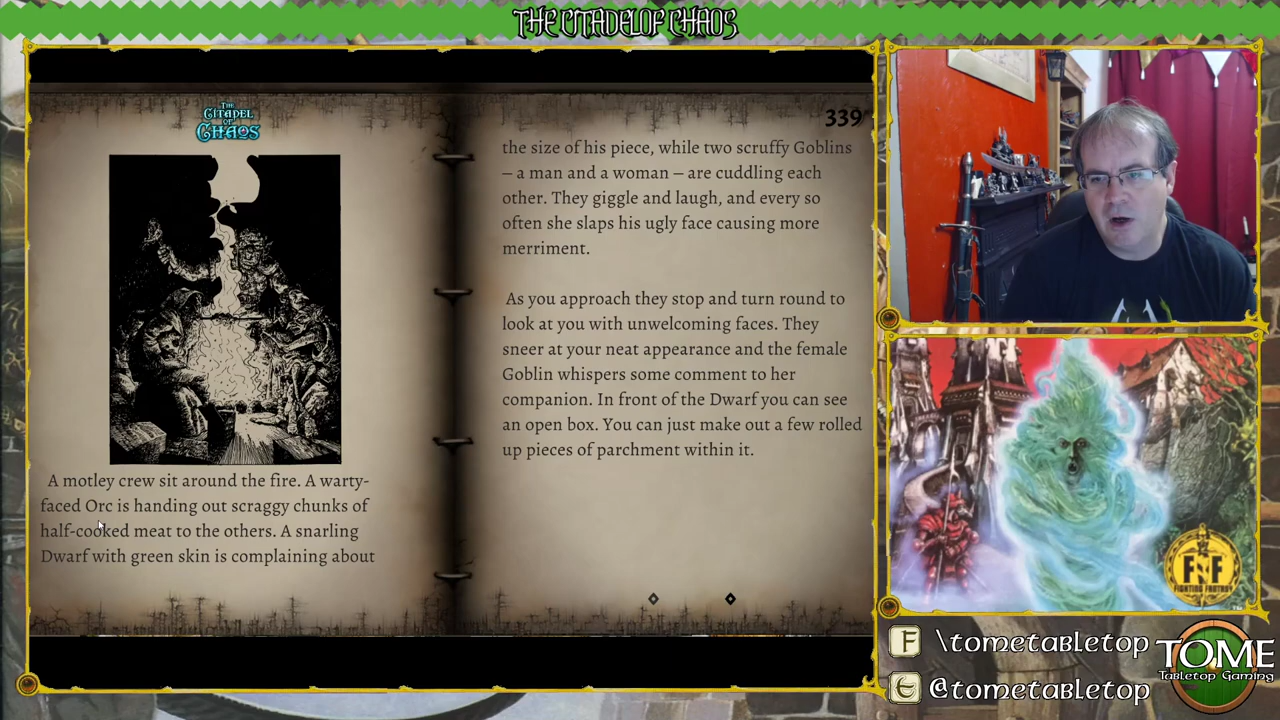 THE CITADEL OF CHAOS
THE
CITADEL
OF
CHAOS
A motley crew sit around the fire. A warty-
faced Orc is handing out scraggy chunks of
half-cooked meat to the others. A snarling
Dwarf with green skin is complaining about
339
the size of his piece, while two scruffy Goblins
– a man and a woman – are cuddling each
other. They giggle and laugh, and every so
often she slaps his ugly face causing more
merriment.
As you approach they stop and turn round to
look at you with unwelcoming faces. They
sneer at your neat appearance and the female
Goblin whispers some comment to her
companion. In front of the Dwarf you can see
an open box. You can just make out a few rolled
up pieces of parchment within it.
FF
FIGHTING FANTASY
TM
F \tometabletop
@tometabletop
TOME
Tabletop Gaming